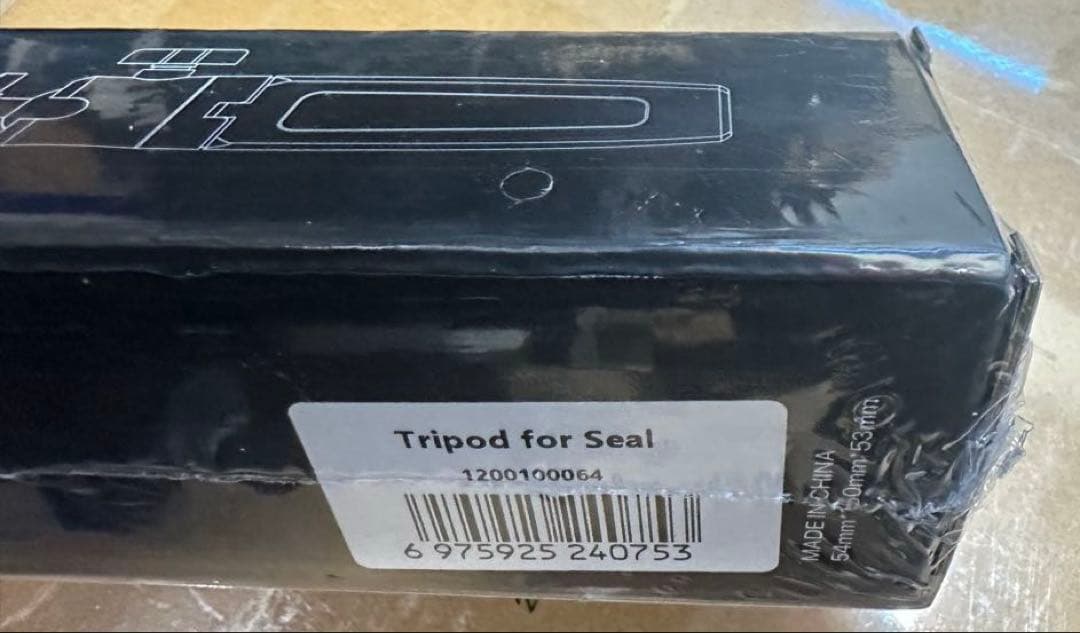 Tripod for Seal
1200100064
6 975925 240753
MADE IN CHINA